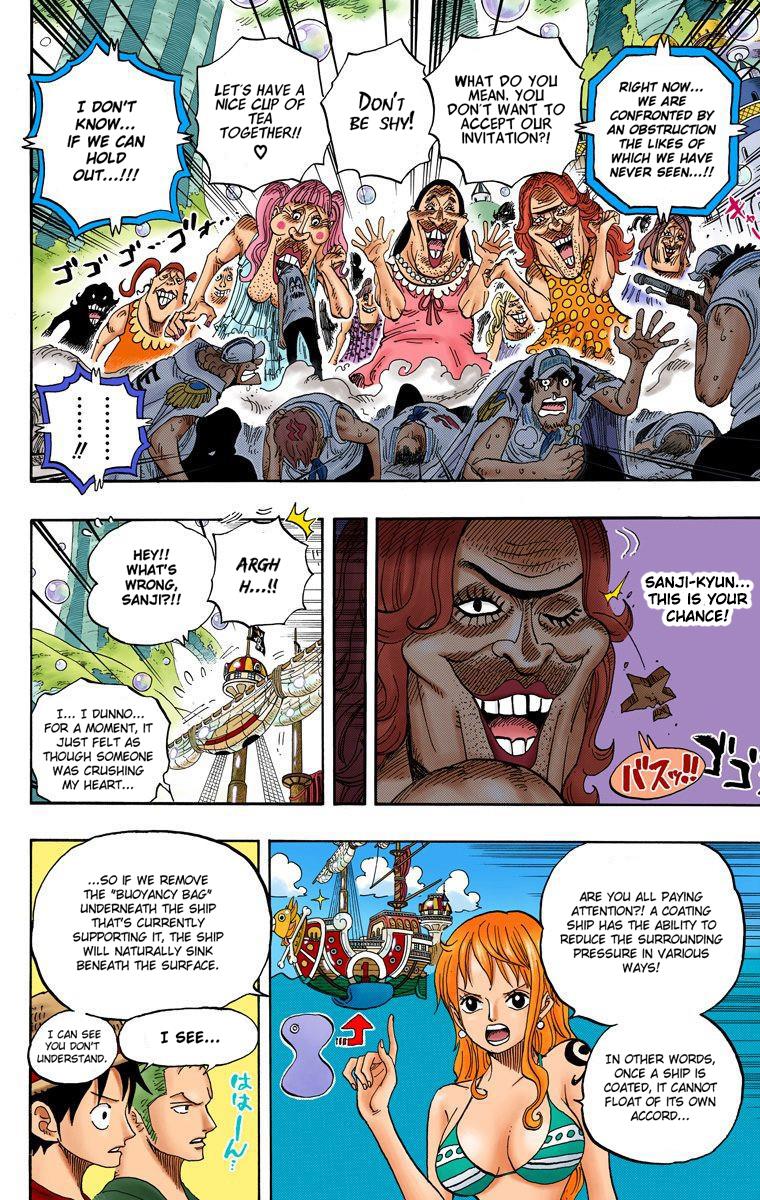 RIGHT NOW...
WE ARE
CONFRONTED BY
AN OBSTRUCTION
THE LIKES OF
WHICH WE HAVE
NEVER SEEN...!!
WHAT DO YOU
MEAN, YOU
DON'T WANT TO
ACCEPT OUR
INVITATION?!
DON'T
BE SHY!
LET'S HAVE A
NICE CUP OF
TEA
TOGETHER!!
♡
I DON'T
KNOW...
IF WE CAN
HOLD
OUT...!!!
ゴゴゴ…ゴゴ
.........!!
SANJI-KYUN...
THIS IS YOUR
CHANCE!
バスッ!!
ゴゴゴ
ARGH
H...!!
HEY!!
WHAT'S
WRONG,
SANJI?!!
I... I DUNNO...
FOR A MOMENT, IT
JUST FELT AS
THOUGH SOMEONE
WAS CRUSHING
MY HEART...
ARE YOU ALL PAYING
ATTENTION?! A COATING
SHIP HAS THE ABILITY TO
REDUCE THE SURROUNDING
PRESSURE IN VARIOUS
WAYS!
IN OTHER WORDS,
ONCE A SHIP IS
COATED, IT CANNOT
FLOAT OF ITS OWN
ACCORD...
...SO IF WE REMOVE
THE "BUOYANCY BAG"
UNDERNEATH THE SHIP
THAT'S CURRENTLY
SUPPORTING IT, THE SHIP
WILL NATURALLY SINK
BENEATH THE SURFACE.
I SEE...
I CAN SEE
YOU DON'T
UNDERSTAND.
ははーん…